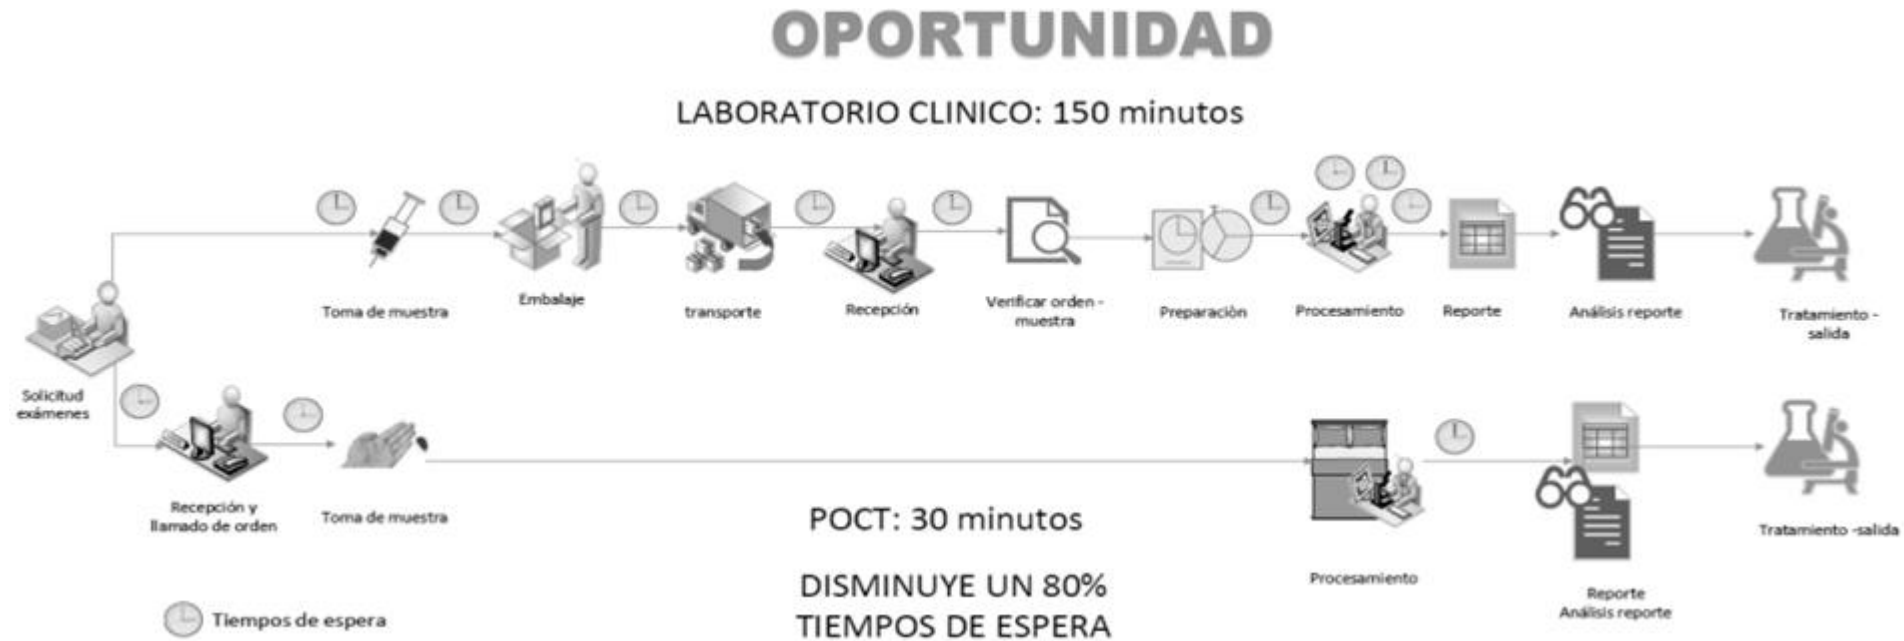 OPORTUNIDAD
LABORATORIO CLINICO: 150 minutos
Toma de muestra
Embalaje
transporte
Recepción
Verificar orden -
muestra
Preparaciòn
Procesamiento
Reporte
Análisis reporte
Tratamiento -
salida
Solicitud
exámenes
Recepción y
llamado de orden
Toma de muestra
POCT: 30 minutos
DISMINUYE UN 80%
TIEMPOS DE ESPERA
Procesamiento
Reporte
Análisis reporte
Tratamiento -salida
Tiempos de espera